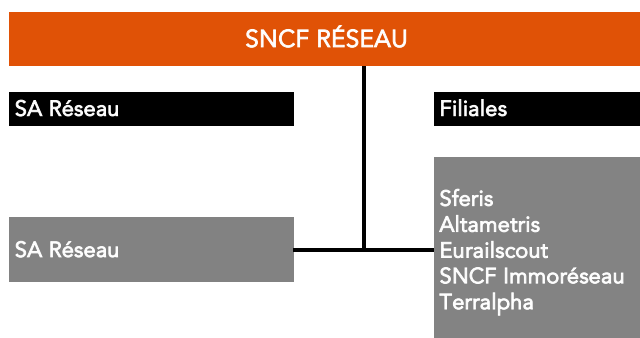 SNCF RÉSEAU
SA Réseau
Filiales
SA Réseau
Sferis
Altametris
Eurailscout
SNCF Immoréseau
Terralpha